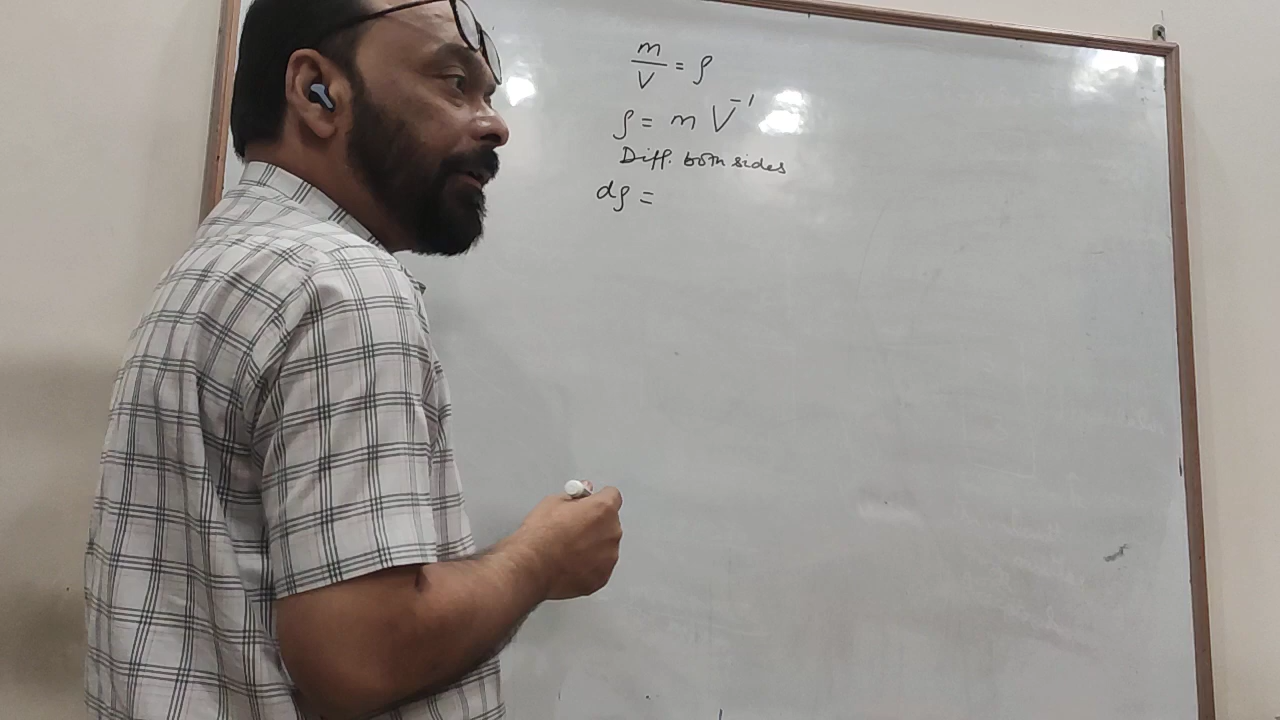 m/V = ρ
ρ = m V⁻¹
Diff. both sides
dρ =